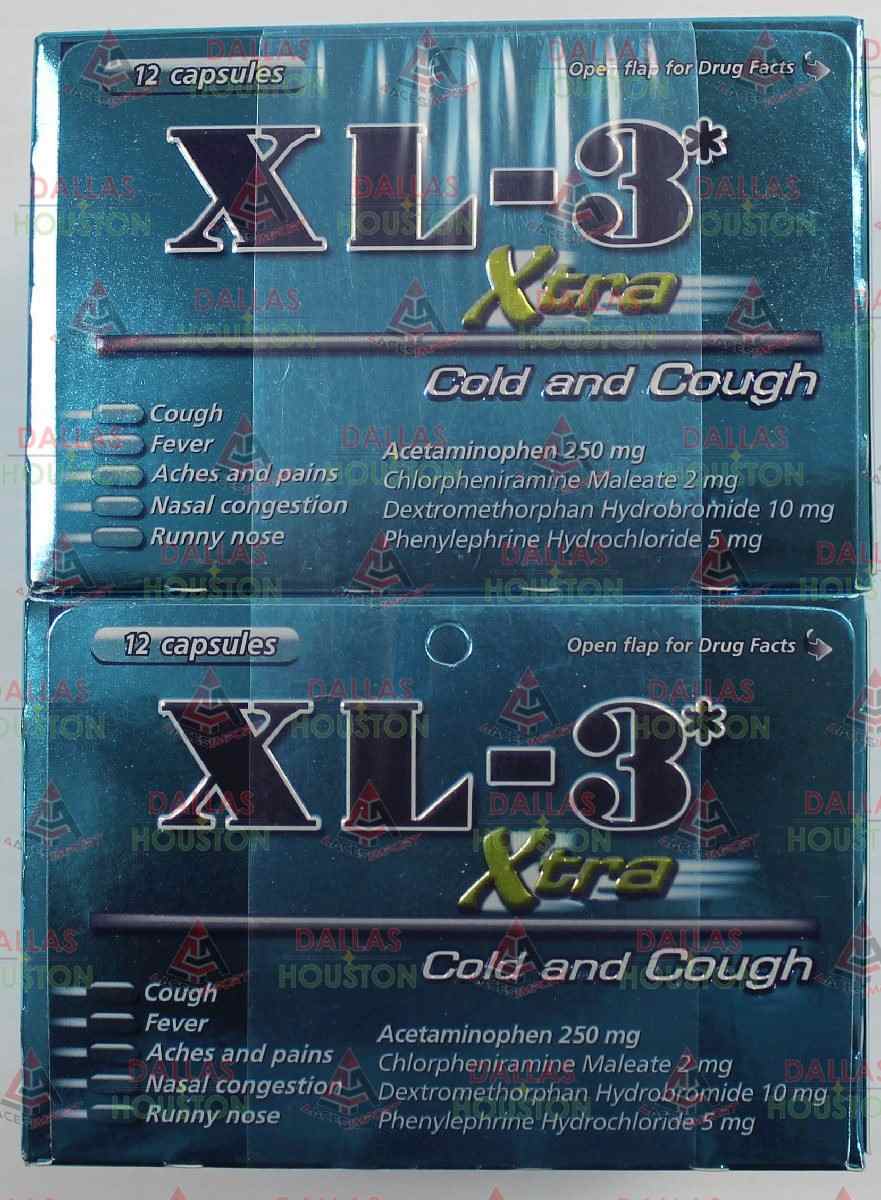 12 capsules
Open flap for Drug Facts
XL-3*
Xtra
Cold and Cough
Cough
Fever
Aches and pains
Nasal congestion
Runny nose
Acetaminophen 250 mg
Chlorpheniramine Maleate 2 mg
Dextromethorphan Hydrobromide 10 mg
Phenylephrine Hydrochloride 5 mg
12 capsules
Open flap for Drug Facts
XL-3*
Xtra
Cold and Cough
Cough
Fever
Aches and pains
Nasal congestion
Runny nose
Acetaminophen 250 mg
Chlorpheniramine Maleate 2 mg
Dextromethorphan Hydrobromide 10 mg
Phenylephrine Hydrochloride 5 mg
DALLAS
HOUSTON